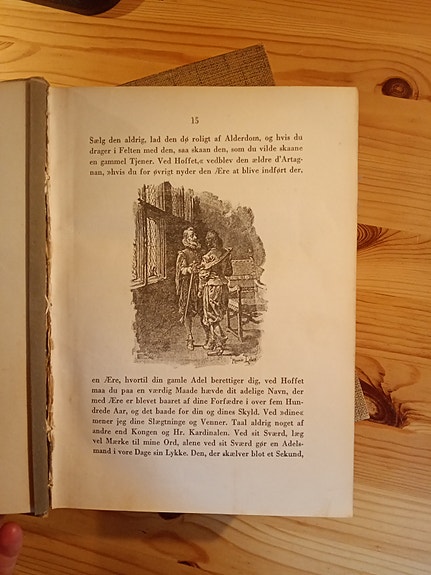 15
Sælg den aldrig, lad den dø roligt af Alderdom, og hvis du
drager i Felten med den, saa skaan den, som du vilde skaane
en gammel Tjener. Ved Hoffet,« vedblev den ældre d'Artag-
nan, »hvis du for øvrigt nyder den Ære at blive indført der,
en Ære, hvortil din gamle Adel berettiger dig, ved Hoffet
maa du paa en værdig Maade hævde dit adelige Navn, der
med Ære er blevet baaret af dine Forfædre i over fem Hun-
drede Aar, og det baade for din og dines Skyld. Ved »dine«
mener jeg dine Slægtninge og Venner. Taal aldrig noget af
andre end Kongen og Hr. Kardinalen. Ved sit Sværd, læg
vel Mærke til mine Ord, alene ved sit Sværd gør en Adels-
mand i vore Dage sin Lykke. Den, der skælver blot et Sekund,